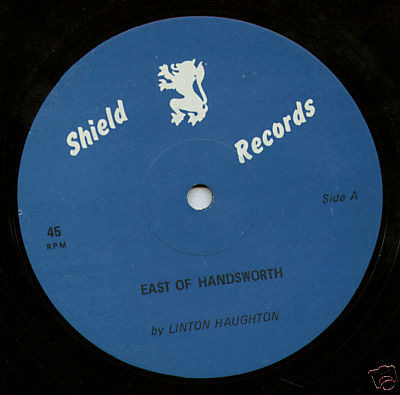 Shield
Records
Side A
45
RPM
EAST OF HANDSWORTH
by LINTON HAUGHTON